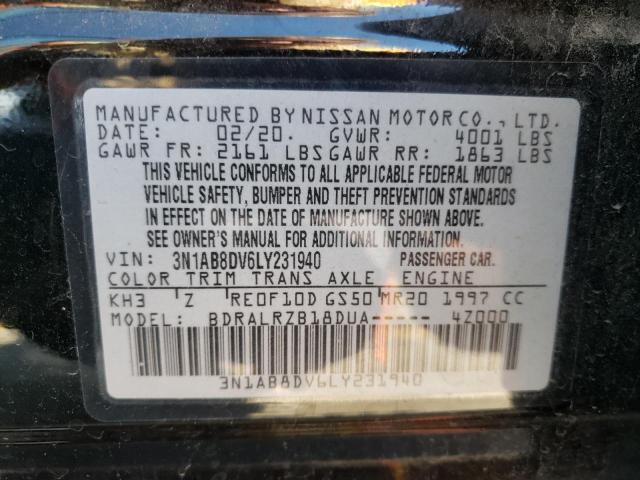 MANUFACTURED BY NISSAN MOTOR CO., LTD.
DATE: 02/20. GVWR: 4001 LBS
GAWR FR: 2161 LBS GAWR RR: 1863 LBS
THIS VEHICLE CONFORMS TO ALL APPLICABLE FEDERAL MOTOR
VEHICLE SAFETY, BUMPER AND THEFT PREVENTION STANDARDS
IN EFFECT ON THE DATE OF MANUFACTURE SHOWN ABOVE.
SEE OWNER'S MANUAL FOR ADDITIONAL INFORMATION.
VIN: 3N1AB8DV6LY231940 PASSENGER CAR.
COLOR TRIM TRANS AXLE ENGINE
KH3 Z RE0F10D GS50 MR20 1997 CC
MODEL: BDRALRZB18DUA----- 4Z000
3N1AB8DV6LY231940